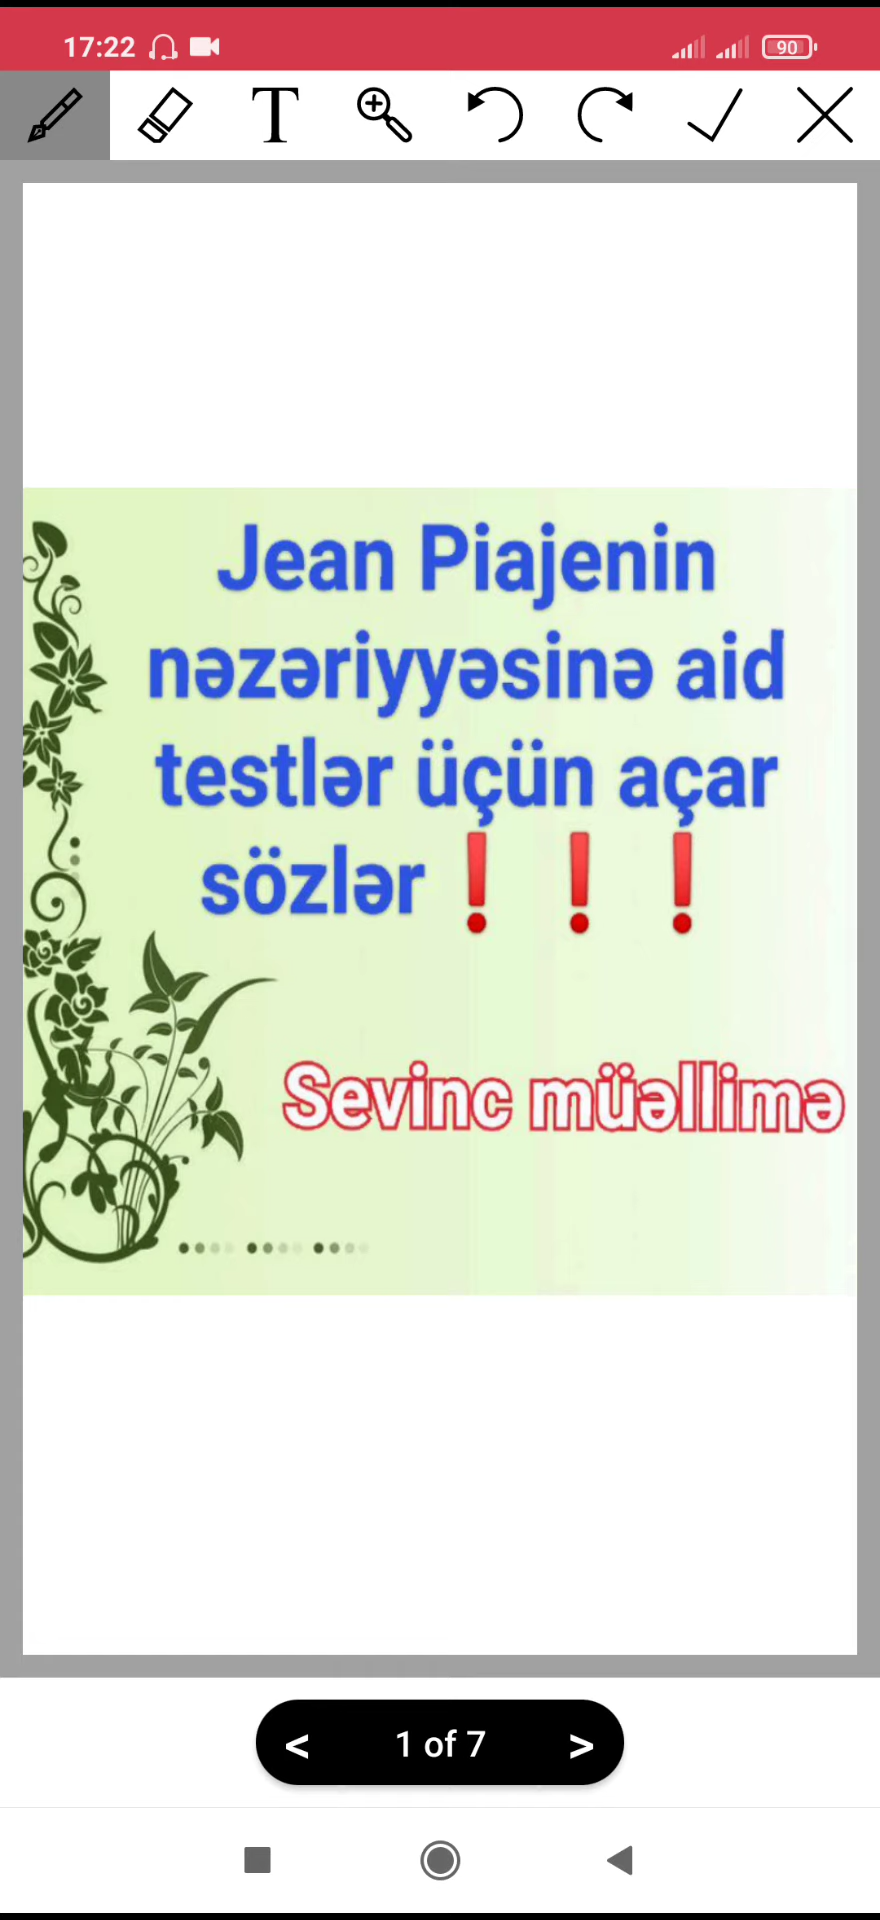 17:22
90
T
Jean Piajenin
nəzəriyyəsinə aid
testlər üçün açar
sözlər❗❗❗
Sevinc müəllimə
< 1 of 7 >